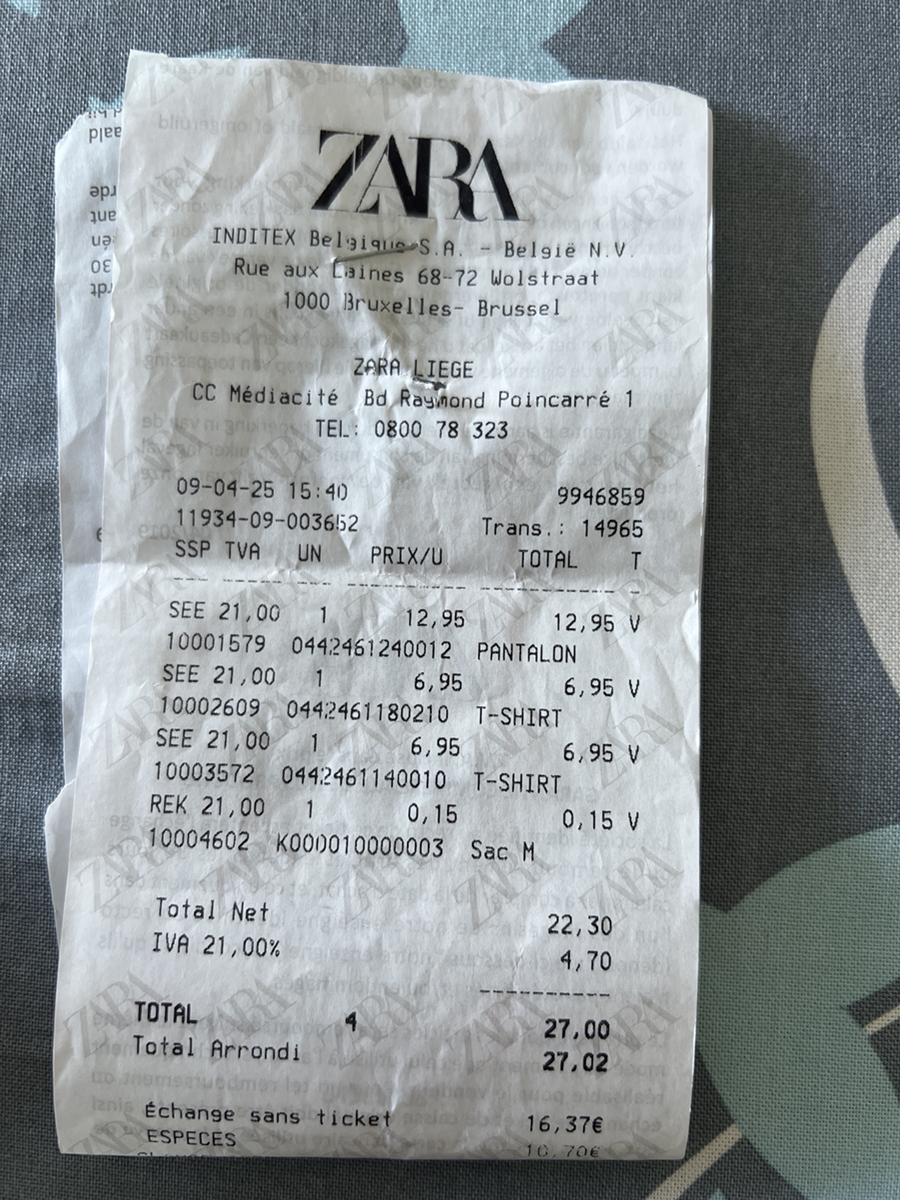 ZARA
INDITEX Belgique S.A. - België N.V.
Rue aux Laines 68-72 Wolstraat
1000 Bruxelles- Brussel
ZARA LIEGE
CC Médiacité Bd Raymond Poincarré 1
TEL: 0800 78 323
09-04-25 15:40 9946859
11934-09-003652 Trans.: 14965
SSP TVA UN PRIX/U TOTAL T
SEE 21,00 1 12,95 12,95 V
10001579 0442461240012 PANTALON
SEE 21,00 1 6,95 6,95 V
10002609 0442461180210 T-SHIRT
SEE 21,00 1 6,95 6,95 V
10003572 0442461140010 T-SHIRT
REK 21,00 1 0,15 0,15 V
10004602 K000010000003 Sac M
Total Net 22,30
IVA 21,00% 4,70
TOTAL 4 27,00
Total Arrondi 27,02
Échange sans ticket 16,37€
ESPECES